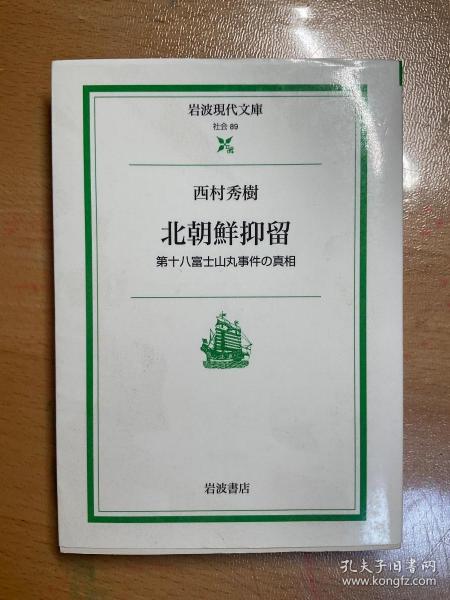 岩波現代文庫
社会 89
西村秀樹
北朝鮮抑留
第十八富士山丸事件の真相
岩波書店
孔夫子旧书网
www.kongfz.com